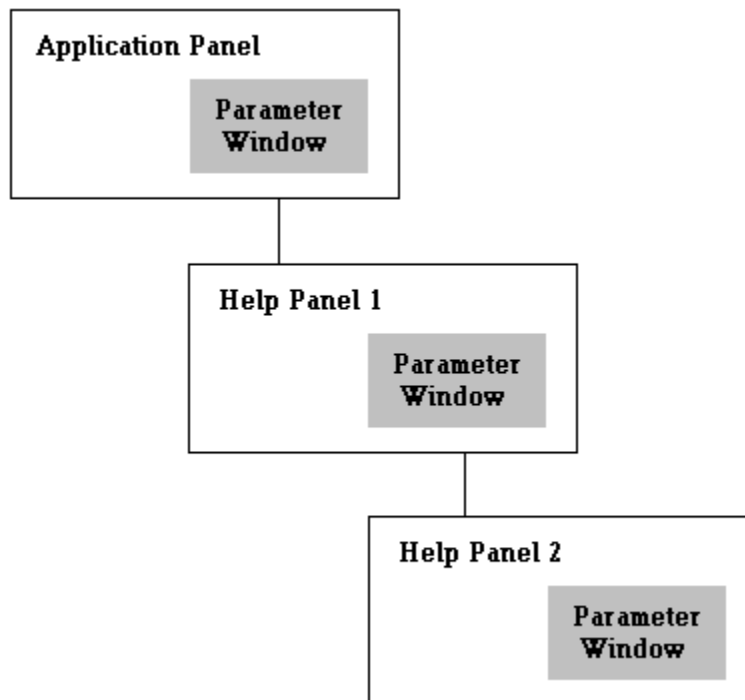 Application Panel
Parameter
Window
Help Panel 1
Parameter
Window
Help Panel 2
Parameter
Window